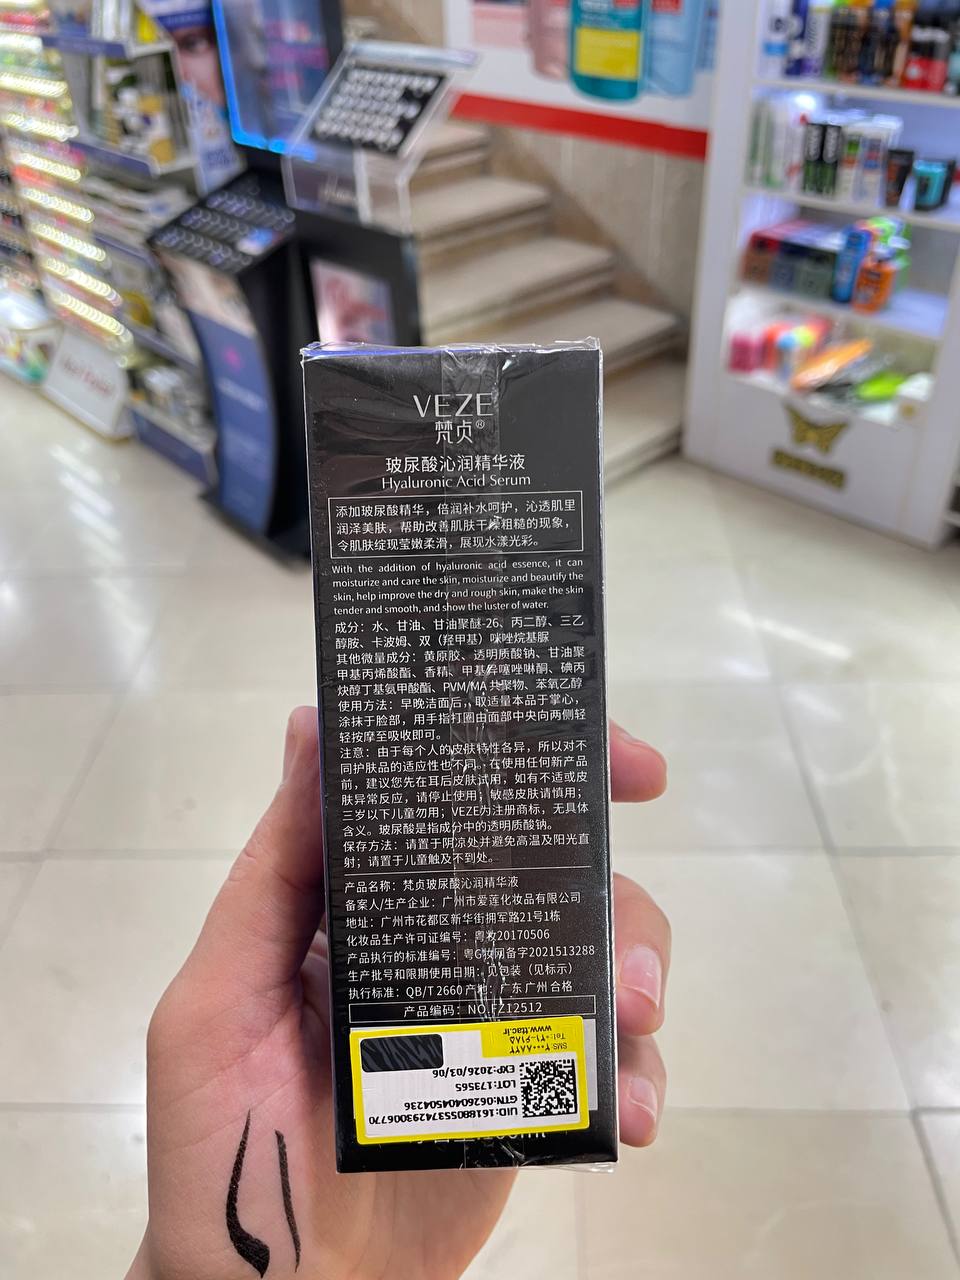 VEZE
梵贞®
玻尿酸沁润精华液
Hyaluronic Acid Serum
添加玻尿酸精华，倍润补水呵护，沁透肌里
润泽美肤，帮助改善肌肤干燥粗糙的现象，
令肌肤绽现莹嫩柔滑，展现水漾光彩。
With the addition of hyaluronic acid essence, it can
moisturize and care the skin, moisturize and beautify the
skin, help improve the dry and rough skin, make the skin
tender and smooth, and show the luster of water.
成分：水、甘油、甘油聚醚-26、丙二醇、三乙
醇胺、卡波姆、双（羟甲基）咪唑烷基脲
其他微量成分：黄原胶、透明质酸钠、甘油聚
甲基丙烯酸酯、香精、甲基异噻唑啉酮、碘丙
炔醇丁基氨甲酸酯、PVM/MA 共聚物、苯氧乙醇
使用方法：早晚洁面后，取适量本品于掌心，
涂抹于脸部，用手指打圈由面部中央向两侧轻
轻按摩至吸收即可。
注意：由于每个人的皮肤特性各异，所以对不
同护肤品的适应性也不同。在使用任何新产品
前，建议您先在耳后皮肤试用，如有不适或皮
肤异常反应，请停止使用；敏感皮肤请慎用；
三岁以下儿童勿用；VEZE为注册商标，无具体
含义。玻尿酸是指成分中的透明质酸钠。
保存方法：请置于阴凉处并避免高温及阳光直
射；请置于儿童触及不到处。
产品名称：梵贞玻尿酸沁润精华液
备案人/生产企业：广州市爱莲化妆品有限公司
地址：广州市花都区新华街拥军路21号1栋
化妆品生产许可证编号：粤妆20170506
产品执行的标准编号：粤G妆网备字2021513288
生产批号和限期使用日期：见包装（见标示）
执行标准：QB/T 2660 产地：广东 广州 合格
产品编码：NO.FZ12512
UID:16188055374293006770
GTIN:06260404504236
LOT:173565
EXP:2026/03/06
SMS:۲۰۰۰۸۸۲۲
Tel:۰۲۱-۶۱۸۵
www.ttac.ir